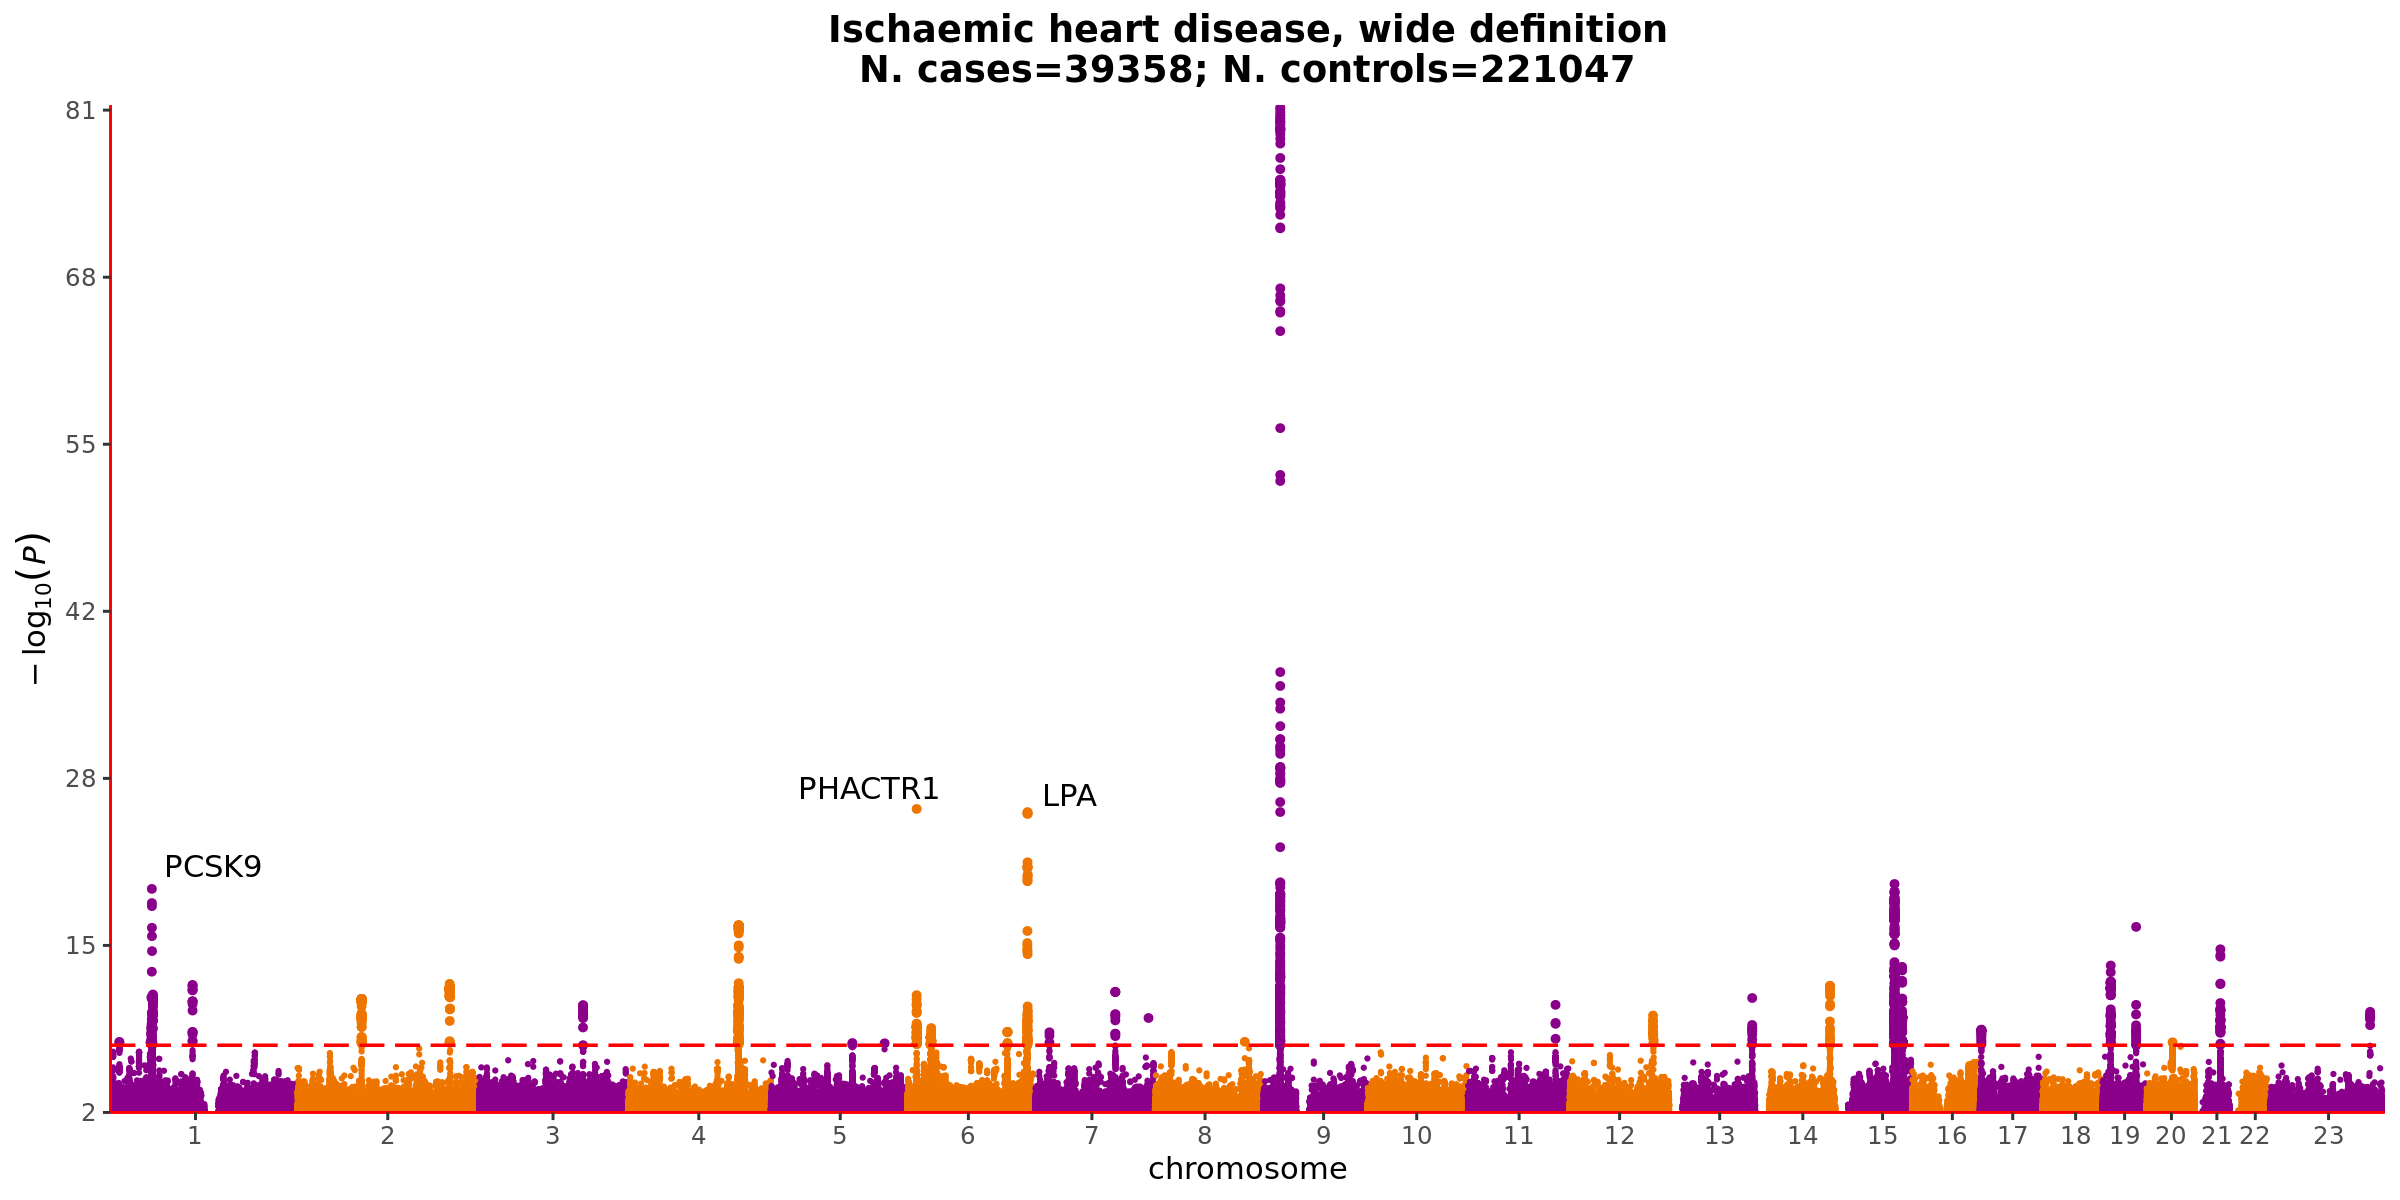 Ischaemic heart disease, wide definition
N. cases=39358; N. controls=221047
81
68
55
42
28
15
2
−log10(P)
PCSK9
PHACTR1
LPA
1 2 3 4 5 6 7 8 9 10 11 12 13 14 15 16 17 18 19 20 21 22 23
chromosome